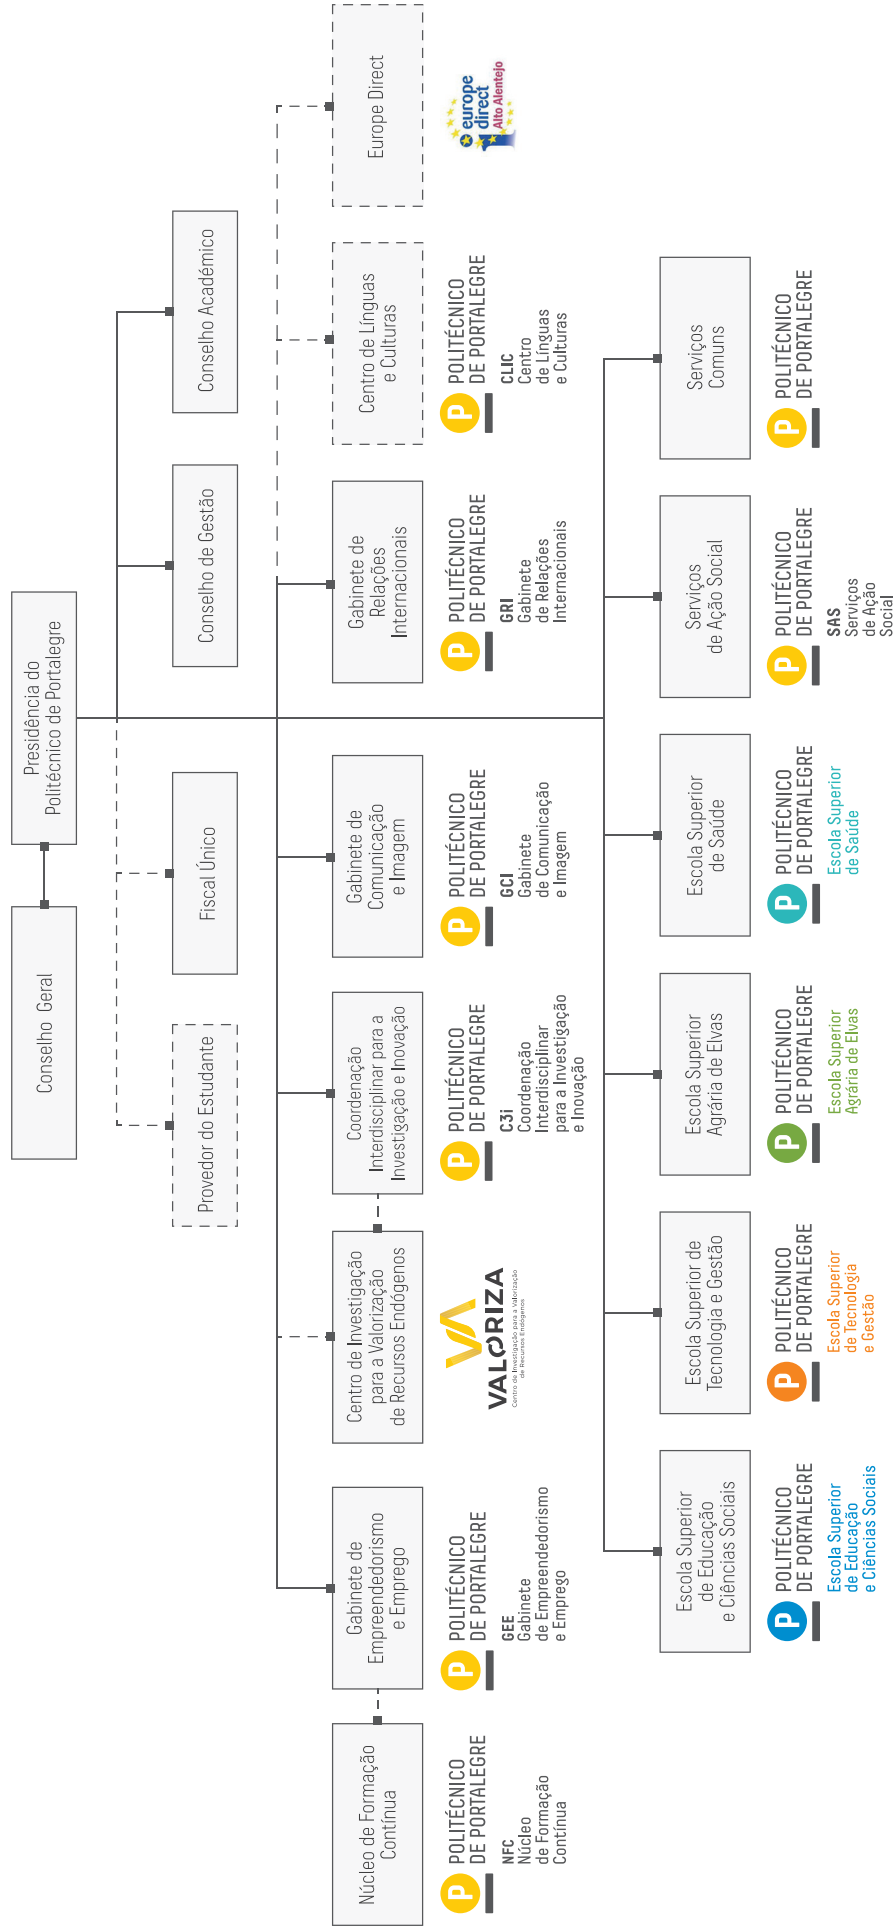 Conselho Geral
Presidência do
Politécnico de Portalegre
Provedor do Estudante
Fiscal Único
Conselho de Gestão
Conselho Académico
Núcleo de Formação
Contínua
Gabinete de
Empreendedorismo
e Emprego
Centro de Investigação
para a Valorização
de Recursos Endógenos
Coordenação
Interdisciplinar para a
Investigação e Inovação
Gabinete de
Comunicação
e Imagem
Gabinete de
Relações
Internacionais
Centro de Línguas
e Culturas
Europe Direct
P POLITÉCNICO
DE PORTALEGRE
NFC
Núcleo
de Formação
Contínua
P POLITÉCNICO
DE PORTALEGRE
GEE
Gabinete
de Empreendedorismo
e Emprego
VA
VALORIZA
Centro de Investigação para a Valorização
de Recursos Endógenos
P POLITÉCNICO
DE PORTALEGRE
C3i
Coordenação
Interdisciplinar
para a Investigação
e Inovação
P POLITÉCNICO
DE PORTALEGRE
GCI
Gabinete
de Comunicação
e Imagem
P POLITÉCNICO
DE PORTALEGRE
GRI
Gabinete
de Relações
Internacionais
P POLITÉCNICO
DE PORTALEGRE
CLIC
Centro
de Línguas
e Culturas
europe
direct
Alto Alentejo
Escola Superior
de Educação
e Ciências Sociais
Escola Superior de
Tecnologia e Gestão
Escola Superior
Agrária de Elvas
Escola Superior
de Saúde
Serviços
de Ação Social
Serviços
Comuns
P POLITÉCNICO
DE PORTALEGRE
Escola Superior
de Educação
e Ciências Sociais
P POLITÉCNICO
DE PORTALEGRE
Escola Superior
de Tecnologia
e Gestão
P POLITÉCNICO
DE PORTALEGRE
Escola Superior
Agrária de Elvas
P POLITÉCNICO
DE PORTALEGRE
Escola Superior
de Saúde
P POLITÉCNICO
DE PORTALEGRE
SAS
Serviços
de Ação
Social
P POLITÉCNICO
DE PORTALEGRE